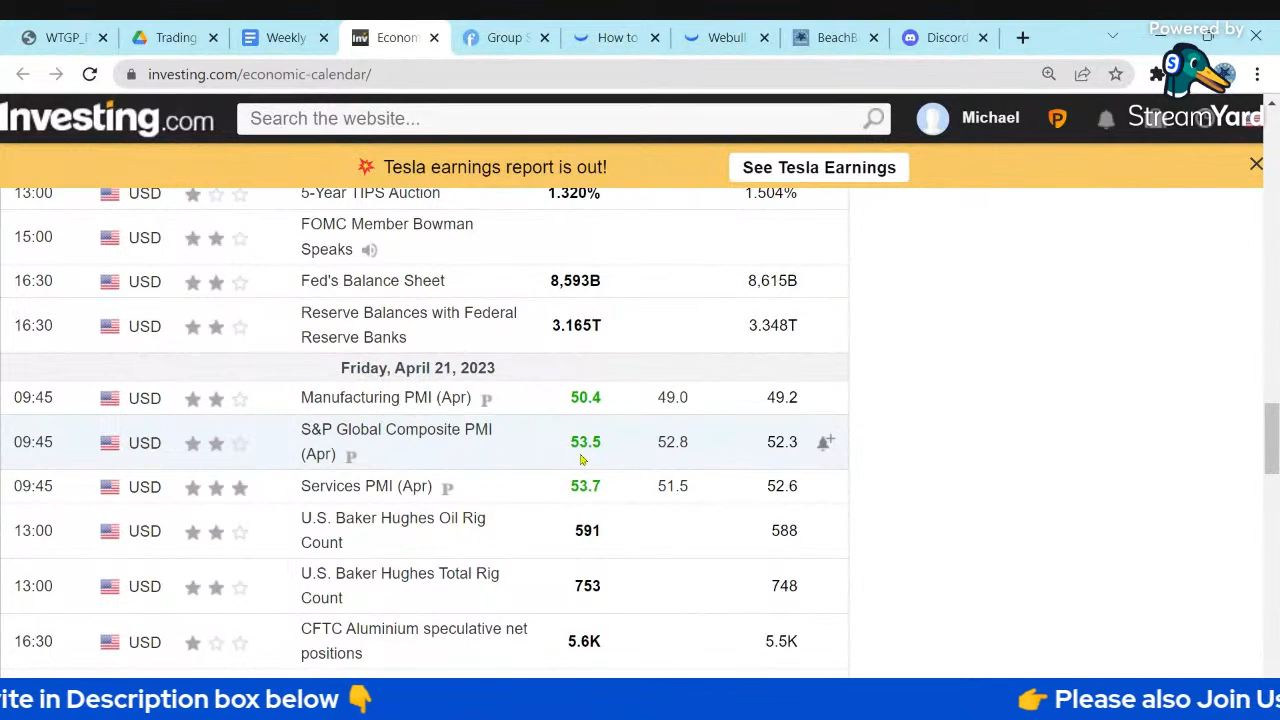 WTGP_F
Trading
Weekly
Inv
Econom
Group S
How to
Webull
BeachB
Discord
Powered by
investing.com/economic-calendar/
StreamYard
Investing.com
Search the website...
Michael
Tesla earnings report is out!
See Tesla Earnings
13:00 USD 5-Year TIPS Auction 1.320% 1.504%
15:00 USD FOMC Member Bowman
Speaks
16:30 USD Fed's Balance Sheet 8,593B 8,615B
16:30 USD Reserve Balances with Federal
Reserve Banks 3.165T 3.348T
Friday, April 21, 2023
09:45 USD Manufacturing PMI (Apr) P 50.4 49.0 49.2
09:45 USD S&P Global Composite PMI
(Apr) P 53.5 52.8 52.3
09:45 USD Services PMI (Apr) P 53.7 51.5 52.6
13:00 USD U.S. Baker Hughes Oil Rig
Count 591 588
13:00 USD U.S. Baker Hughes Total Rig
Count 753 748
16:30 USD CFTC Aluminium speculative net
positions 5.6K 5.5K
ite in Description box below 👇 👉 Please also Join Us